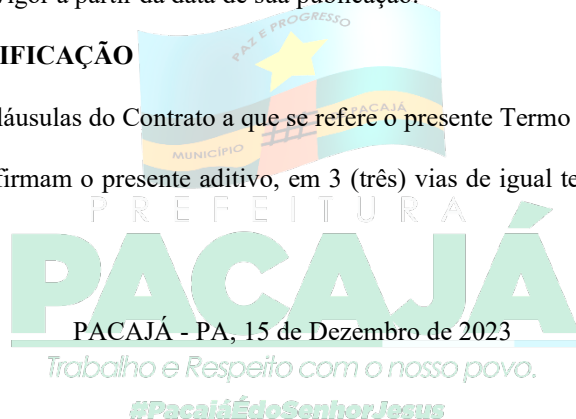 vigor a partir da data de sua publicação.
PAZ E PROGRESSO
IFICAÇÃO
PACAJÁ
láusulas do Contrato a que se refere o presente Termo
MUNICÍPIO
firmam o presente aditivo, em 3 (três) vias de igual te
PREFEITURA
PACAJÁ
PACAJÁ - PA, 15 de Dezembro de 2023
Trabalho e Respeito com o nosso povo.
#PacajáÉdoSenhorJesus